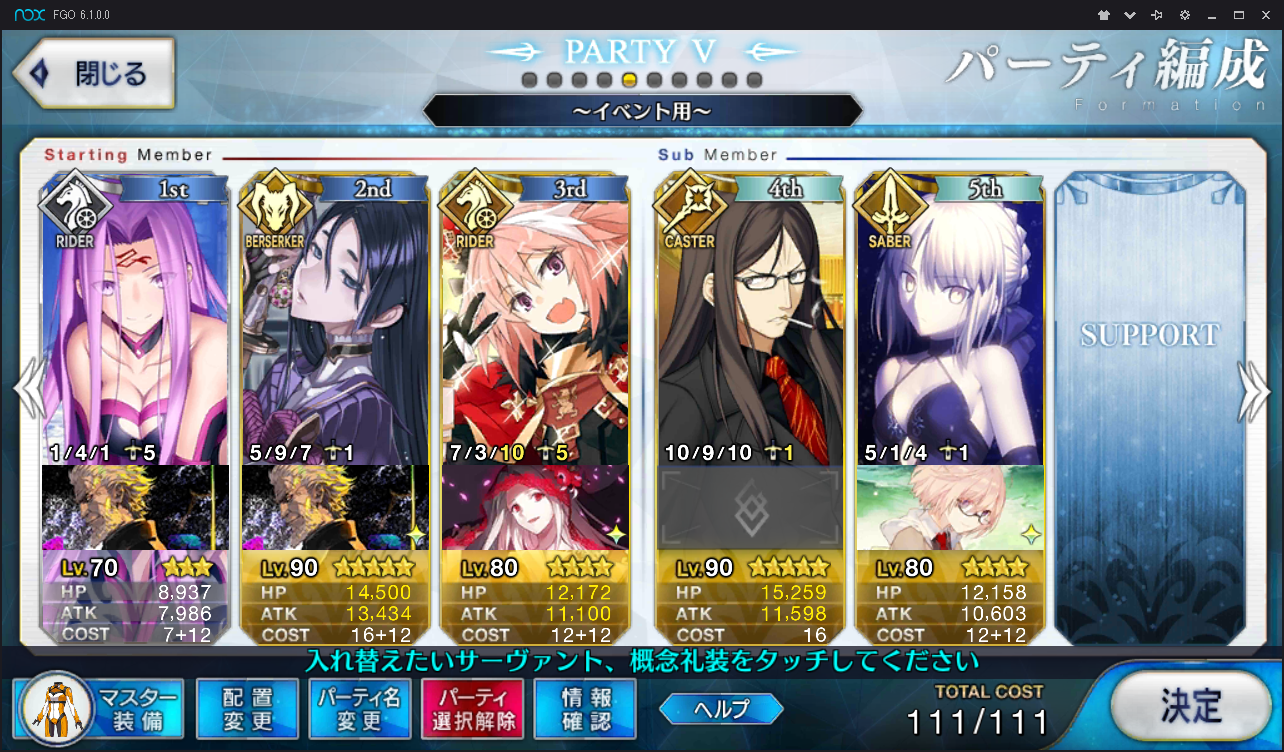 nox FGO 6.1.0.0
閉じる
PARTY V
パーティ編成
Formation
～イベント用～
Starting Member
Sub Member
RIDER 1st
BERSERKER 2nd
RIDER 3rd
CASTER 4th
SABER 5th
SUPPORT
1/4/1 5
5/9/7 1
7/3/10 5
10/9/10 1
5/1/4 1
Lv.70
HP 8,937
ATK 7,986
COST 7+12
Lv.90
HP 14,500
ATK 13,434
COST 16+12
Lv.80
HP 12,172
ATK 11,100
COST 12+12
Lv.90
HP 15,259
ATK 11,598
COST 16
Lv.80
HP 12,158
ATK 10,603
COST 12+12
入れ替えたいサーヴァント、概念礼装をタッチしてください
マスター
装備
配置
変更
パーティ名
変更
パーティ
選択解除
情報
確認
ヘルプ
TOTAL COST
111/111
決定